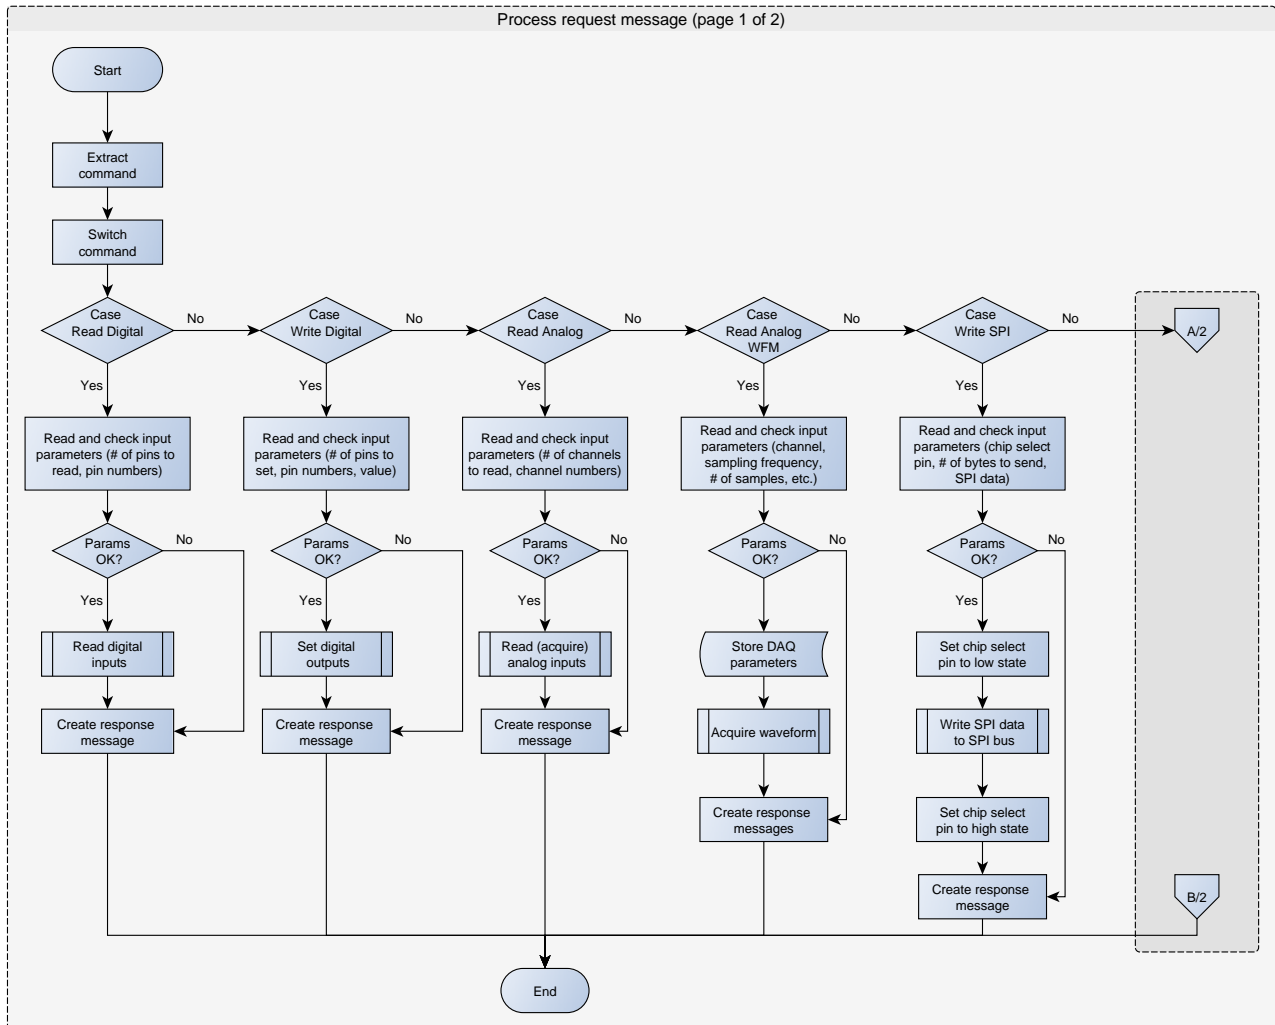 Process request message (page 1 of 2)
Start
Extract
command
Switch
command
Case
Read Digital
No
Case
Write Digital
No
Case
Read Analog
No
Case
Read Analog
WFM
No
Case
Write SPI
No
A/2
Yes
Yes
Yes
Yes
Yes
Read and check input
parameters (# of pins to
read, pin numbers)
Read and check input
parameters (# of pins to
set, pin numbers, value)
Read and check input
parameters (# of channels
to read, channel numbers)
Read and check input
parameters (channel,
sampling frequency,
# of samples, etc.)
Read and check input
parameters (chip select
pin, # of bytes to send,
SPI data)
Params
OK?
No
Params
OK?
No
Params
OK?
No
Params
OK?
No
Params
OK?
No
Yes
Yes
Yes
Yes
Read digital
inputs
Set digital
outputs
Read (acquire)
analog inputs
Store DAQ
parameters
Set chip select
pin to low state
Create response
message
Create response
message
Create response
message
Acquire waveform
Write SPI data
to SPI bus
Create response
messages
Set chip select
pin to high state
Create response
message
B/2
End